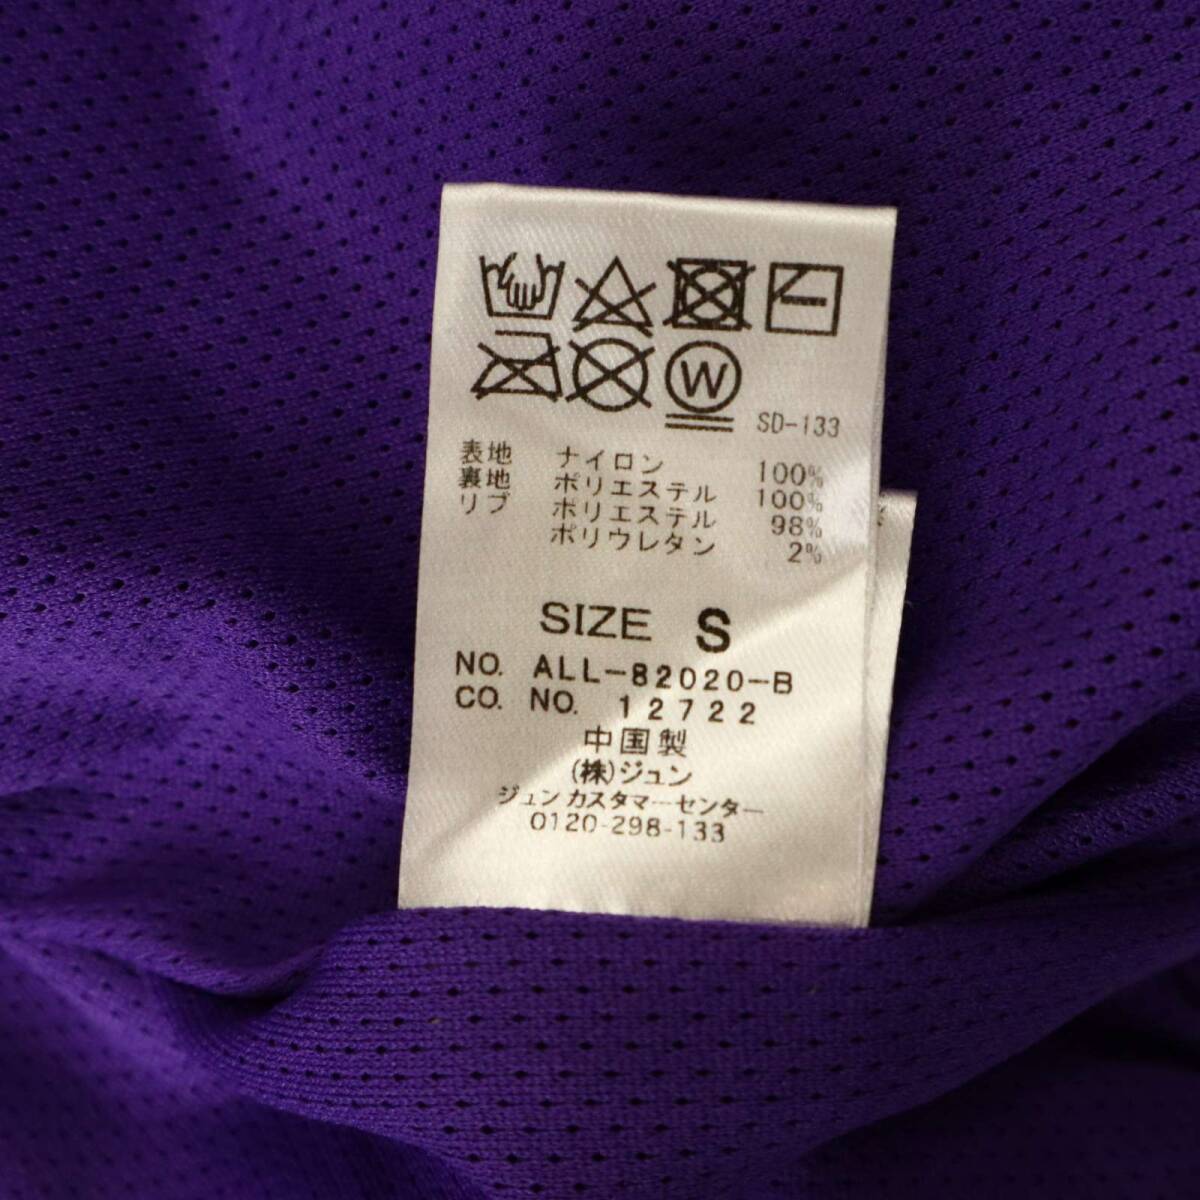 W
SD-133
表地 ナイロン 100%
裏地 ポリエステル 100%
リブ ポリエステル 98%
ポリウレタン 2%
SIZE S
NO. ALL-82020-B
CO. NO. 12722
中国製
(株)ジュン
ジュン カスタマーセンター
0120-298-133